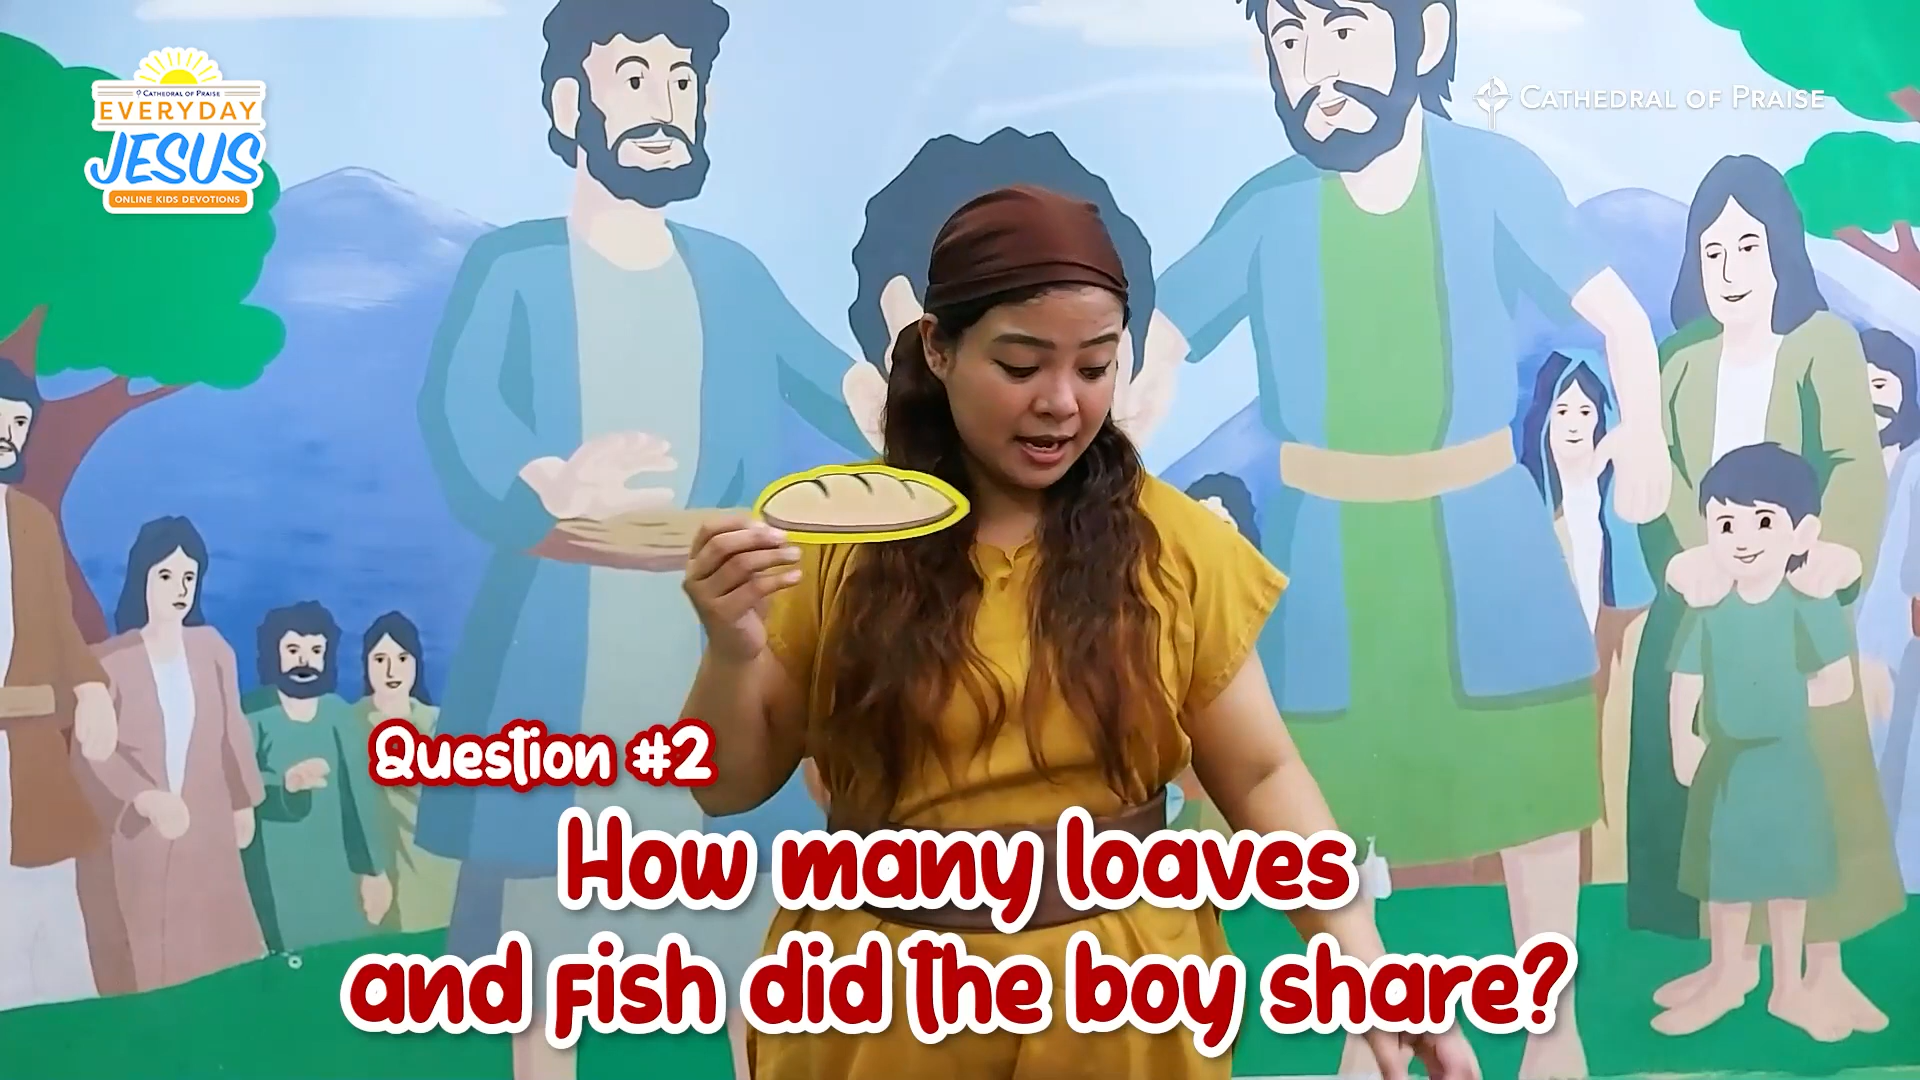 CATHEDRAL OF PRAISE
EVERYDAY
JESUS
ONLINE KIDS DEVOTIONS
CATHEDRAL OF PRAISE
Question #2
How many loaves
and fish did the boy share?